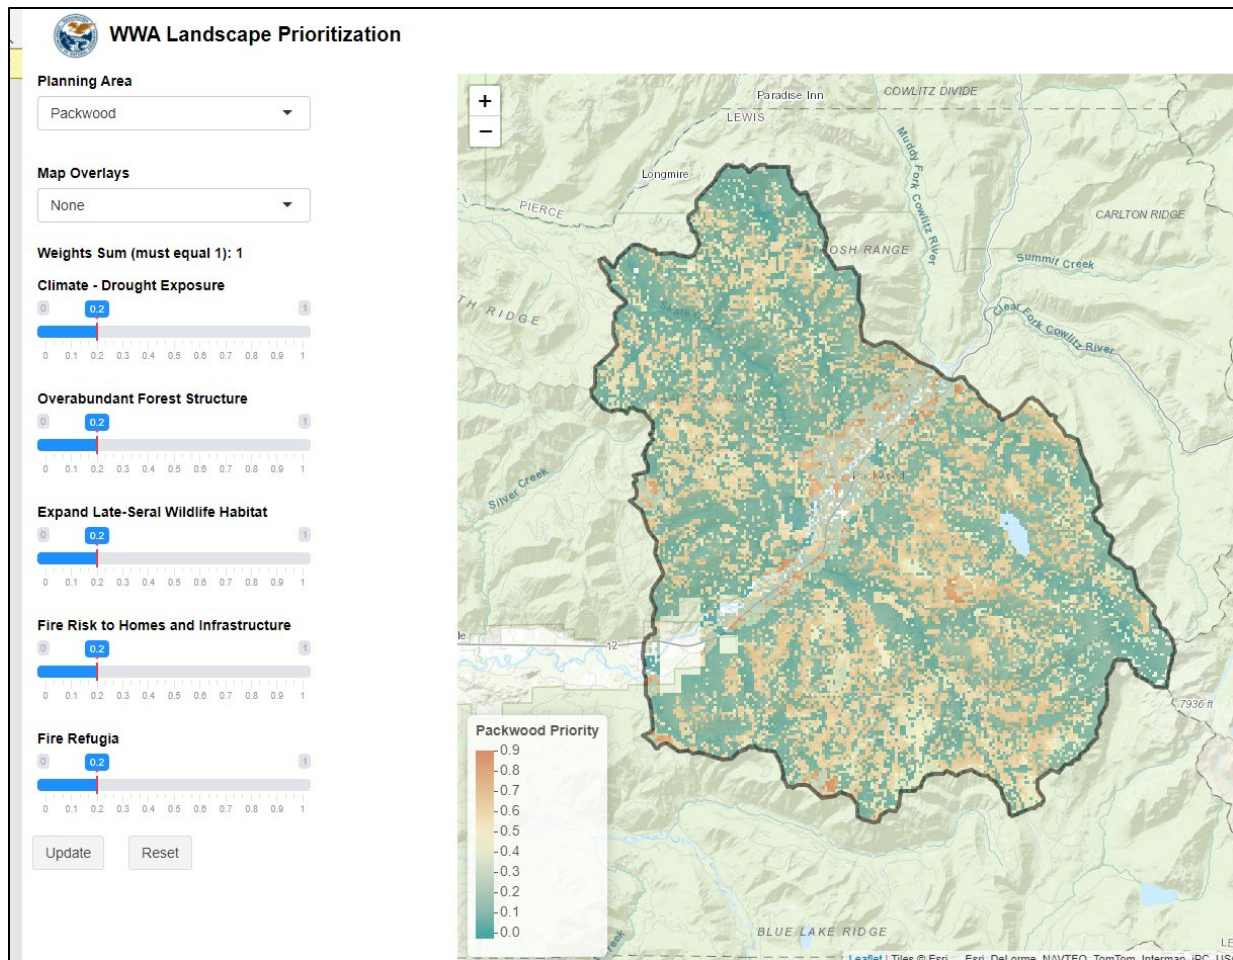 WWA Landscape Prioritization
Planning Area
Packwood
Map Overlays
None
Weights Sum (must equal 1): 1
Climate - Drought Exposure
0 0.2 1
0 0.1 0.2 0.3 0.4 0.5 0.6 0.7 0.8 0.9 1
Overabundant Forest Structure
0 0.2 1
0 0.1 0.2 0.3 0.4 0.5 0.6 0.7 0.8 0.9 1
Expand Late-Seral Wildlife Habitat
0 0.2 1
0 0.1 0.2 0.3 0.4 0.5 0.6 0.7 0.8 0.9 1
Fire Risk to Homes and Infrastructure
0 0.2 1
0 0.1 0.2 0.3 0.4 0.5 0.6 0.7 0.8 0.9 1
Fire Refugia
0 0.2 1
0 0.1 0.2 0.3 0.4 0.5 0.6 0.7 0.8 0.9 1
Update Reset
+
−
Paradise Inn
COWLITZ DIVIDE
LEWIS
Muddy Fork Cowlitz River
Longmire
PIERCE
CARLTON RIDGE
OSH RANGE
Summit Creek
TH RIDGE
Clear Fork Cowlitz River
Silver Creek
Packwood
le
12
7936 ft
Packwood Priority
0.9
0.8
0.7
0.6
0.5
0.4
0.3
0.2
0.1
0.0
BLUE LAKE RIDGE
Creek
LE
Leaflet | Tiles © Esri — Esri, DeLorme, NAVTEQ, TomTom, Intermap, iPC, US